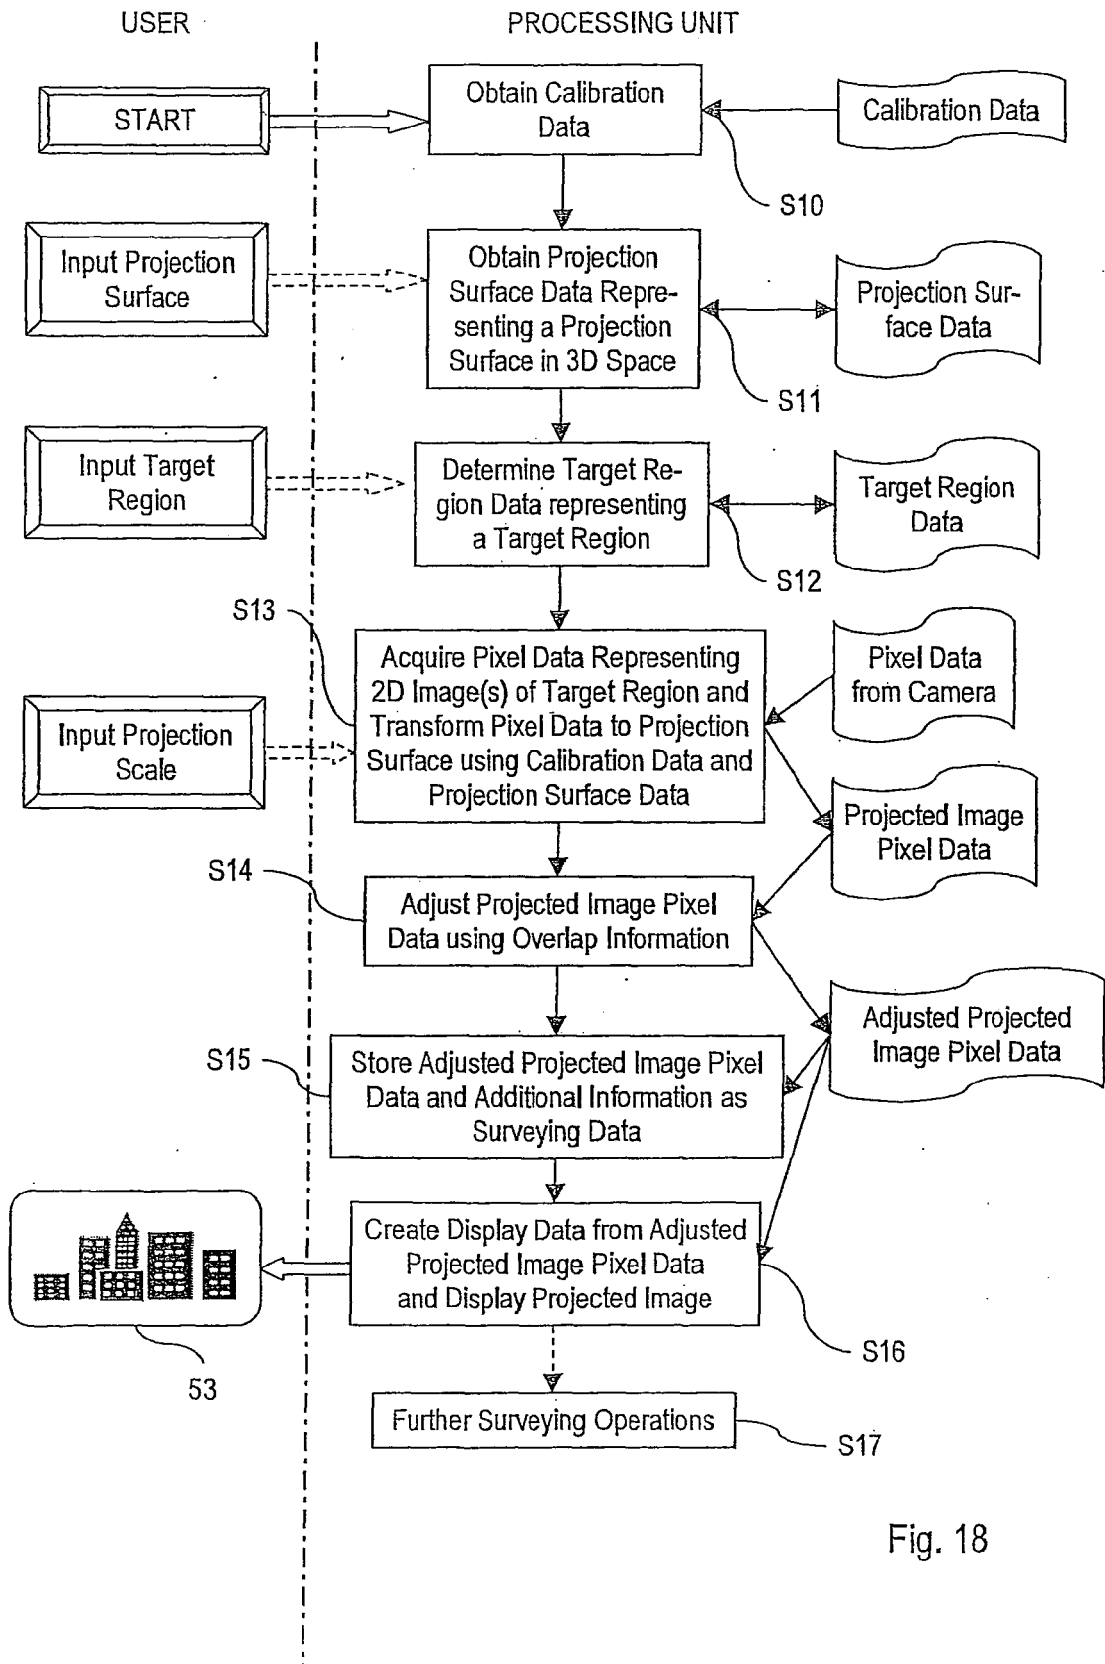 USER
PROCESSING UNIT
START
Obtain Calibration
Data
Calibration Data
S10
Input Projection
Surface
Obtain Projection
Surface Data Repre-
senting a Projection
Surface in 3D Space
Projection Sur-
face Data
S11
Input Target
Region
Determine Target Re-
gion Data representing
a Target Region
Target Region
Data
S12
S13
Acquire Pixel Data Representing
2D Image(s) of Target Region and
Transform Pixel Data to Projection
Surface using Calibration Data and
Projection Surface Data
Pixel Data
from Camera
Input Projection
Scale
Projected Image
Pixel Data
S14
Adjust Projected Image Pixel
Data using Overlap Information
Adjusted Projected
Image Pixel Data
S15
Store Adjusted Projected Image Pixel
Data and Additional Information as
Surveying Data
Create Display Data from Adjusted
Projected Image Pixel Data
and Display Projected Image
S16
53
Further Surveying Operations
S17
Fig. 18